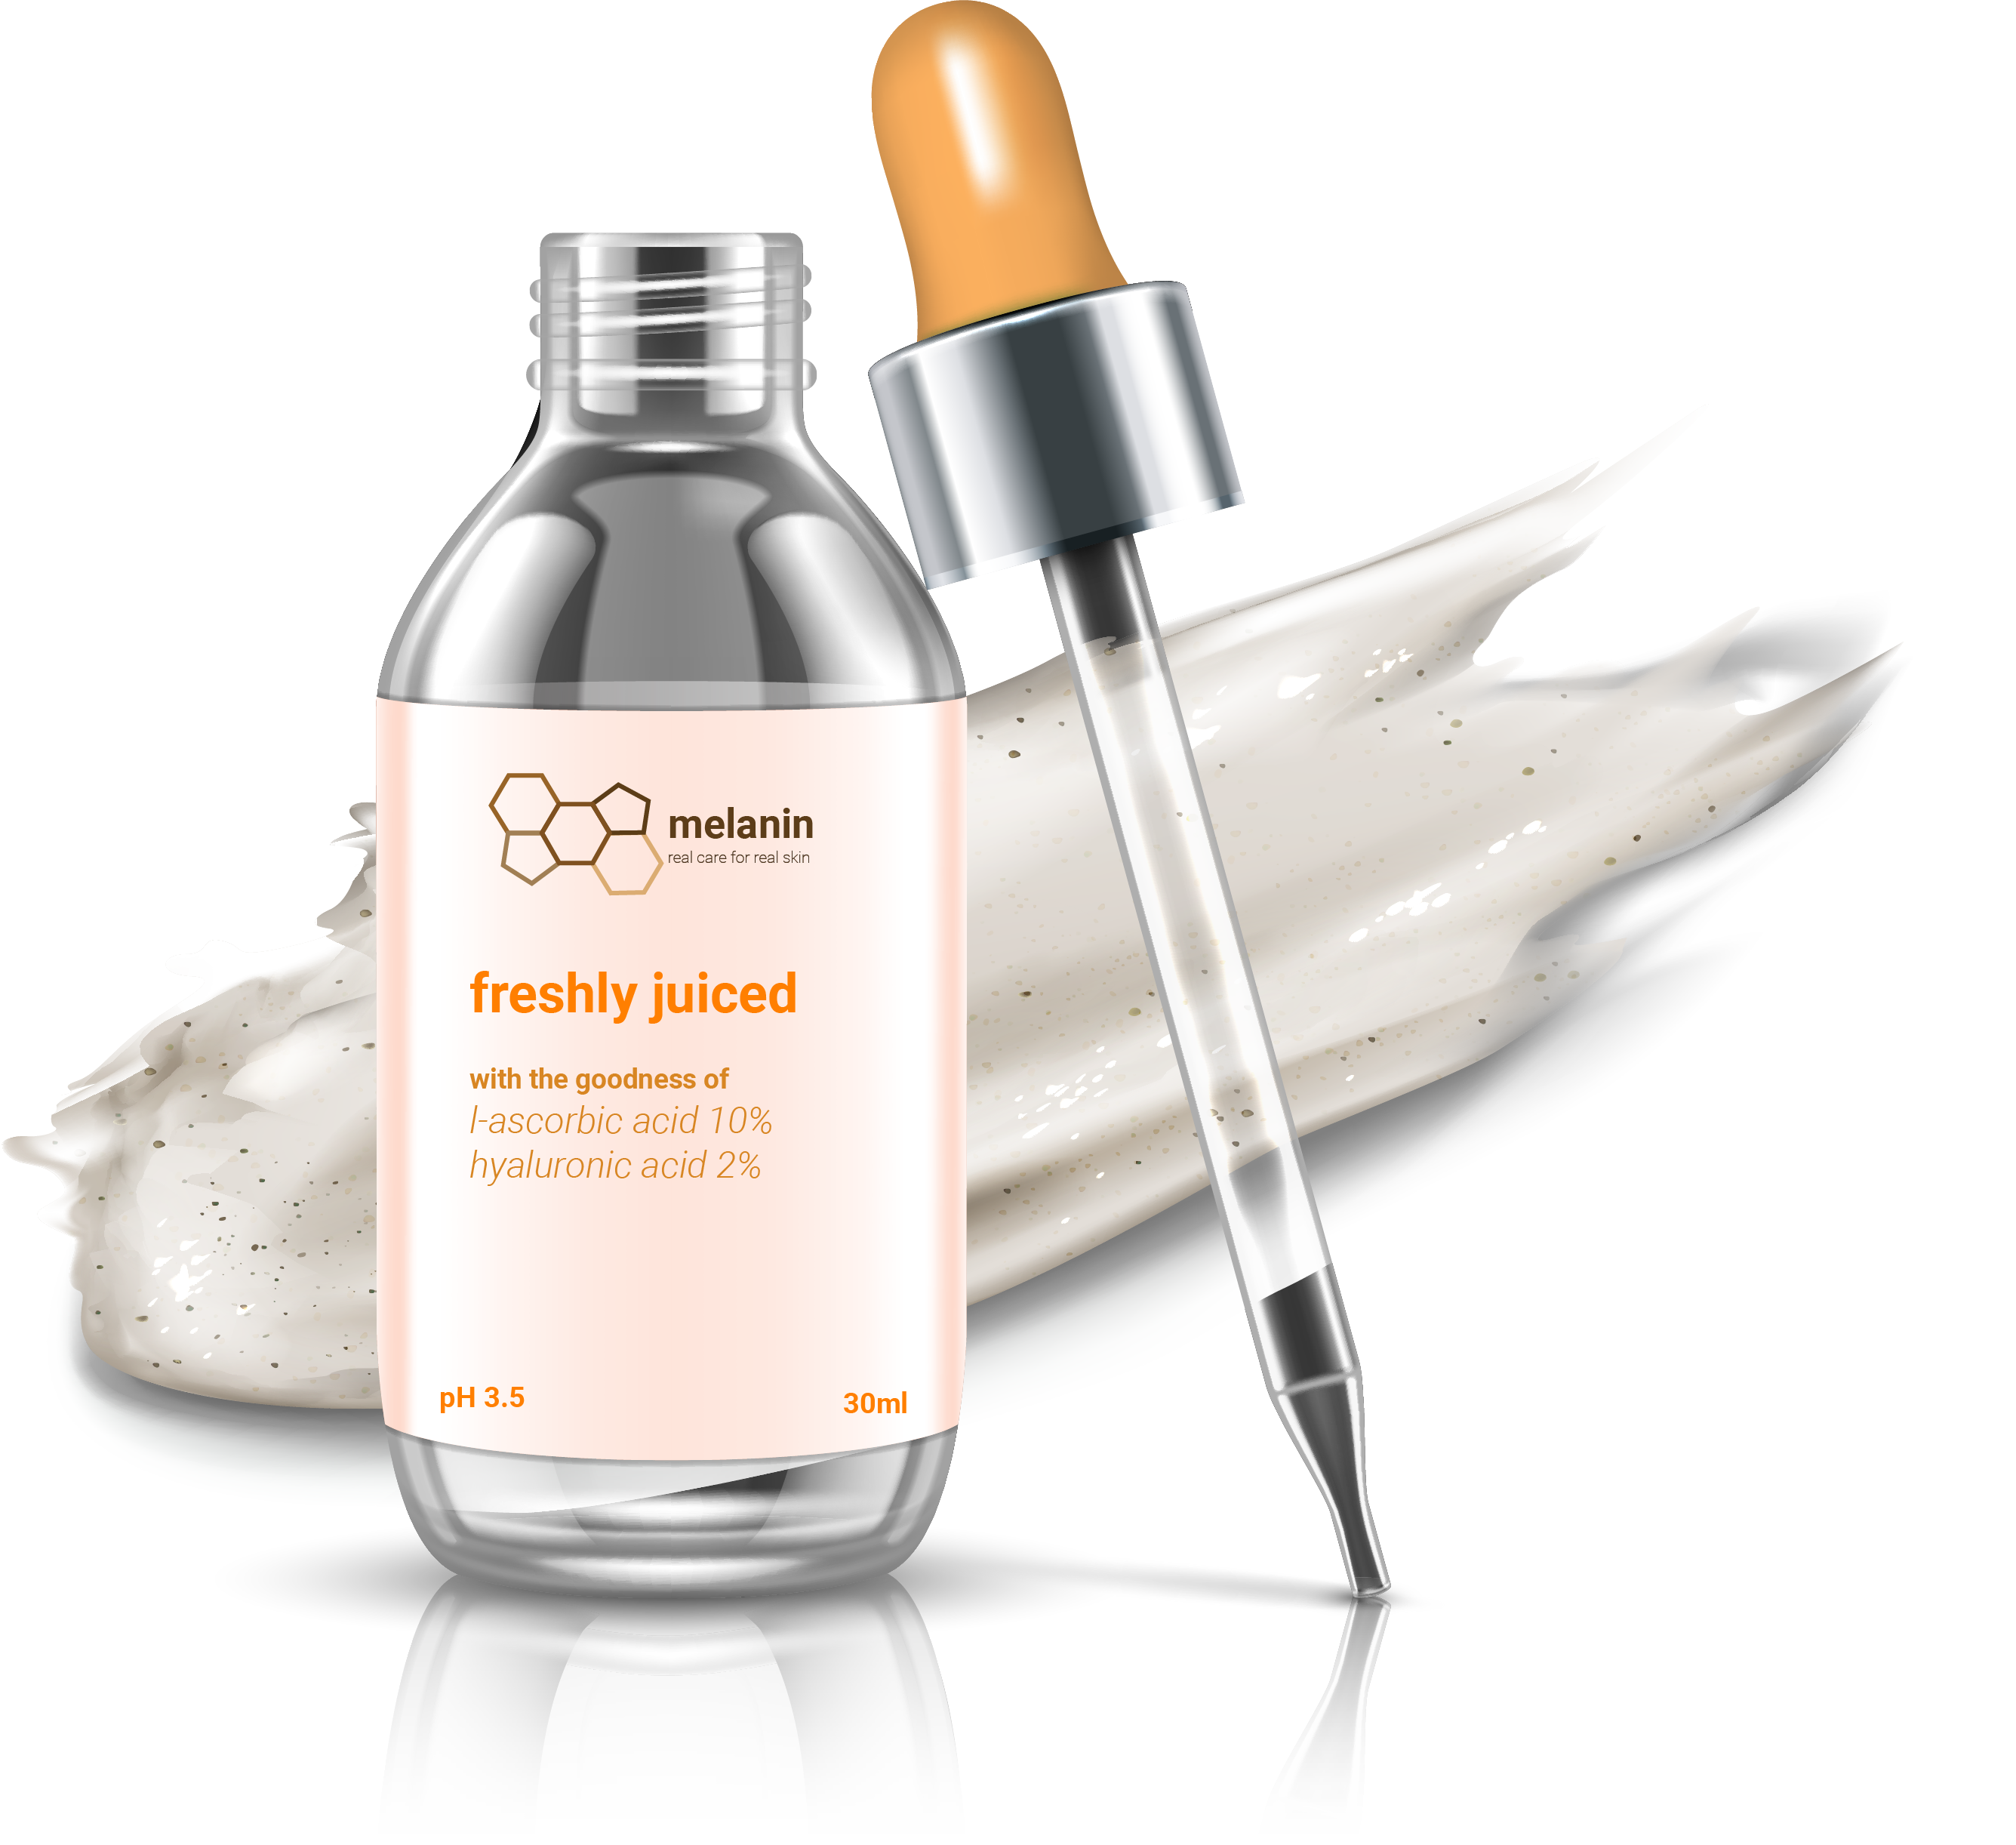 melanin
real care for real skin
freshly juiced
with the goodness of
l-ascorbic acid 10%
hyaluronic acid 2%
pH 3.5
30ml